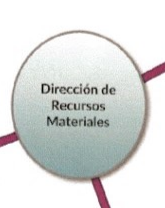 Dirección de
Recursos
Materiales